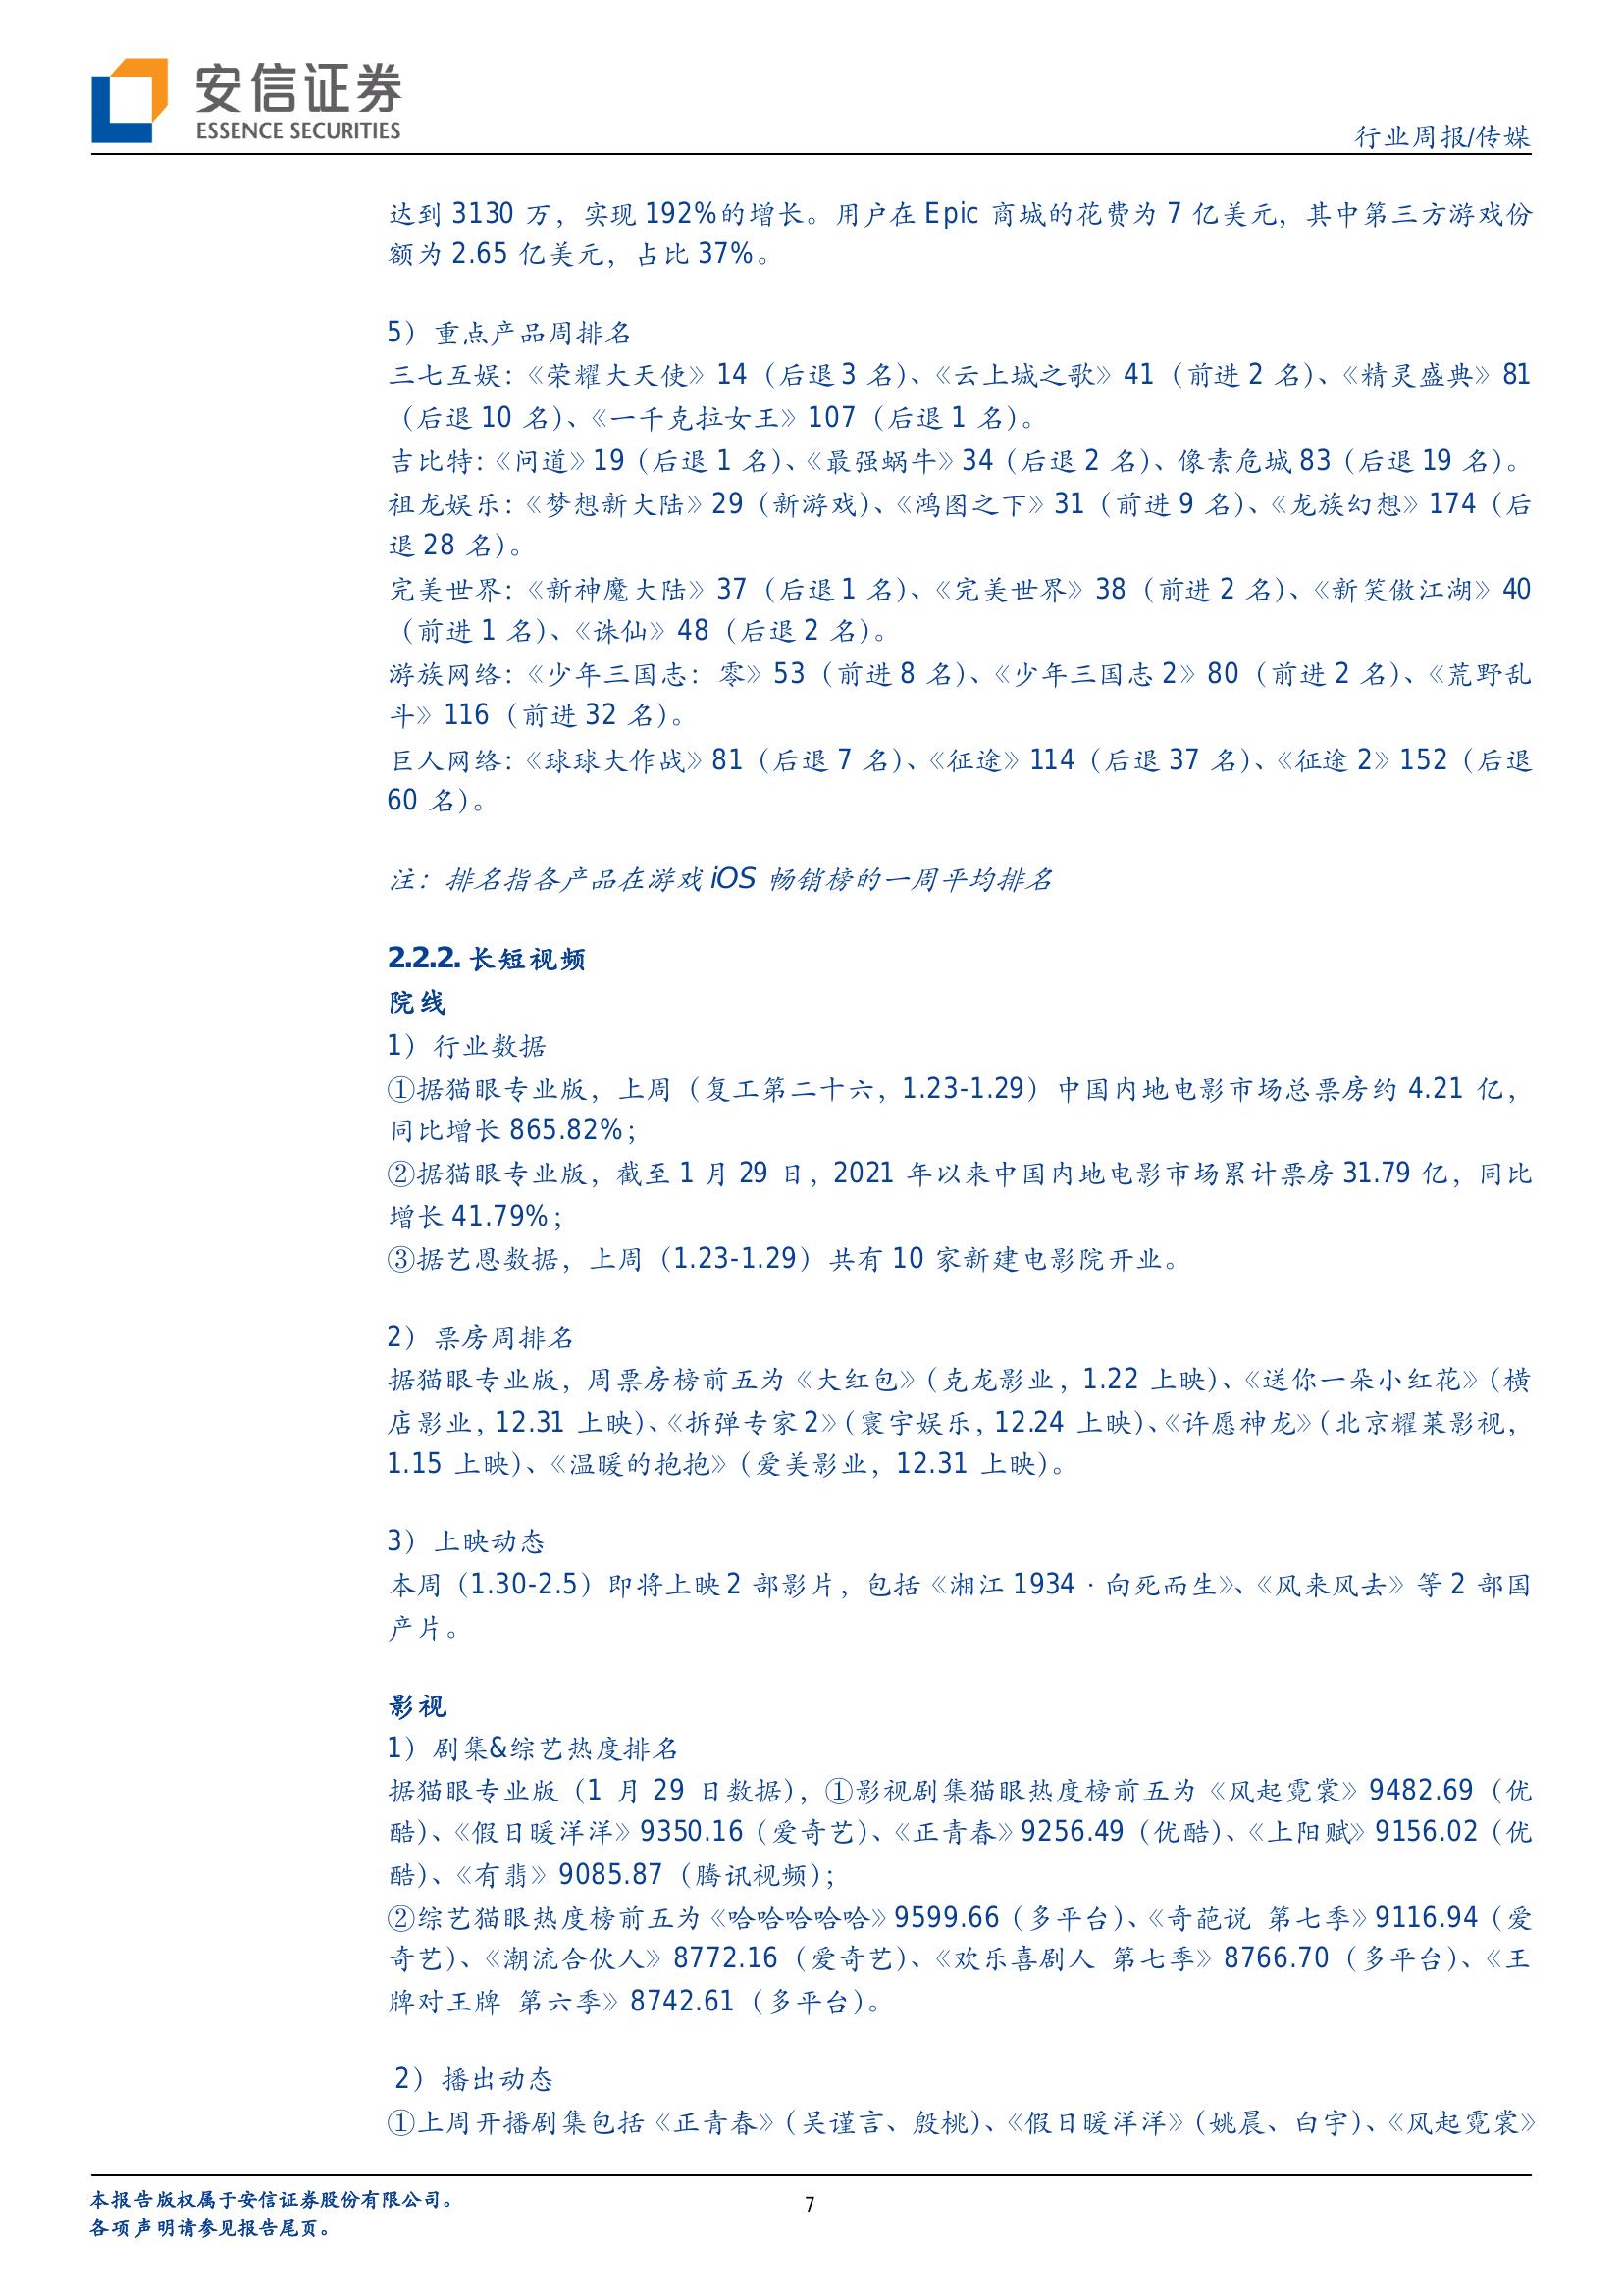 安信证券
ESSENCE SECURITIES
行业周报/传媒
达到 3130 万，实现 192%的增长。用户在 Epic 商城的花费为 7 亿美元，其中第三方游戏份
额为 2.65 亿美元，占比 37%。
5）重点产品周排名
三七互娱：《荣耀大天使》14（后退 3 名）、《云上城之歌》41（前进 2 名）、《精灵盛典》81
（后退 10 名）、《一千克拉女王》107（后退 1 名）。
吉比特：《问道》19（后退 1 名）、《最强蜗牛》34（后退 2 名）、像素危城 83（后退 19 名）。
祖龙娱乐：《梦想新大陆》29（新游戏）、《鸿图之下》31（前进 9 名）、《龙族幻想》174（后
退 28 名）。
完美世界：《新神魔大陆》37（后退 1 名）、《完美世界》38（前进 2 名）、《新笑傲江湖》40
（前进 1 名）、《诛仙》48（后退 2 名）。
游族网络：《少年三国志：零》53（前进 8 名）、《少年三国志 2》80（前进 2 名）、《荒野乱
斗》116（前进 32 名）。
巨人网络：《球球大作战》81（后退 7 名）、《征途》114（后退 37 名）、《征途 2》152（后退
60 名）。
注：排名指各产品在游戏 iOS 畅销榜的一周平均排名
2.2.2. 长短视频
院线
1）行业数据
①据猫眼专业版，上周（复工第二十六，1.23-1.29）中国内地电影市场总票房约 4.21 亿，
同比增长 865.82%；
②据猫眼专业版，截至 1 月 29 日，2021 年以来中国内地电影市场累计票房 31.79 亿，同比
增长 41.79%；
③据艺恩数据，上周（1.23-1.29）共有 10 家新建电影院开业。
2）票房周排名
据猫眼专业版，周票房榜前五为《大红包》（克龙影业，1.22 上映）、《送你一朵小红花》（横
店影业，12.31 上映）、《拆弹专家 2》（寰宇娱乐，12.24 上映）、《许愿神龙》（北京耀莱影视，
1.15 上映）、《温暖的抱抱》（爱美影业，12.31 上映）。
3）上映动态
本周（1.30-2.5）即将上映 2 部影片，包括《湘江 1934·向死而生》、《风来风去》等 2 部国
产片。
影视
1）剧集&综艺热度排名
据猫眼专业版（1 月 29 日数据），①影视剧集猫眼热度榜前五为《风起霓裳》9482.69（优
酷）、《假日暖洋洋》9350.16（爱奇艺）、《正青春》9256.49（优酷）、《上阳赋》9156.02（优
酷）、《有翡》9085.87（腾讯视频）；
②综艺猫眼热度榜前五为《哈哈哈哈哈》9599.66（多平台）、《奇葩说 第七季》9116.94（爱
奇艺）、《潮流合伙人》8772.16（爱奇艺）、《欢乐喜剧人 第七季》8766.70（多平台）、《王
牌对王牌 第六季》8742.61（多平台）。
2）播出动态
①上周开播剧集包括《正青春》（吴谨言、殷桃）、《假日暖洋洋》（姚晨、白宇）、《风起霓裳》
本报告版权属于安信证券股份有限公司。
7
各项声明请参见报告尾页。